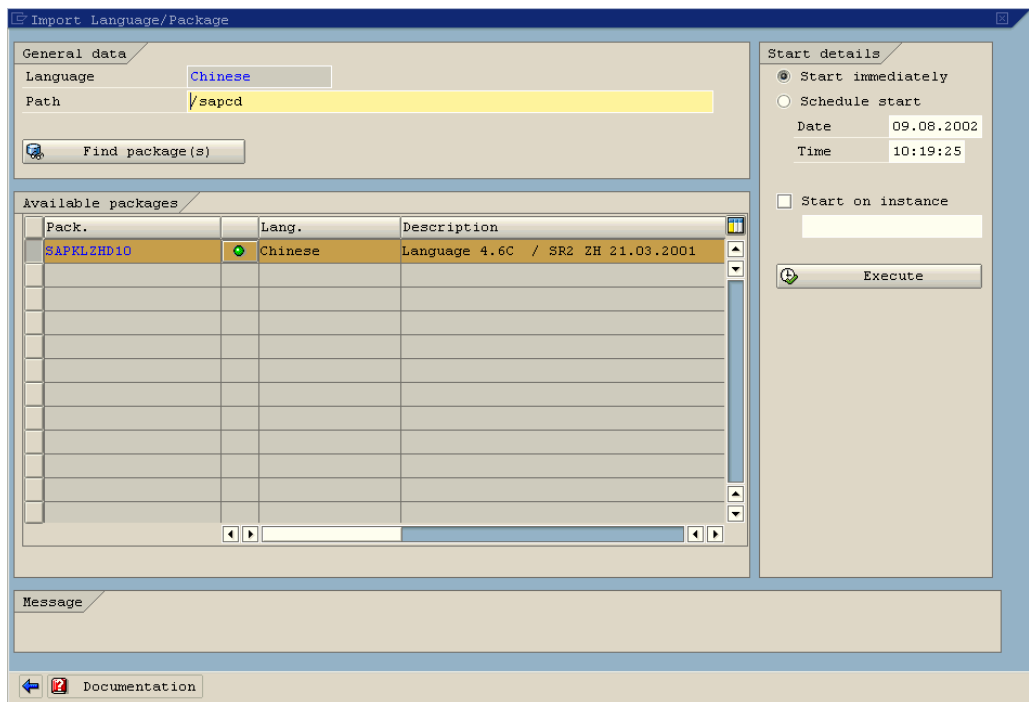 Import Language/Package
General data
Language Chinese
Path /sapcd
Find package(s)
Available packages
Pack. Lang. Description
SAPKLZHD10 Chinese Language 4.6C / SR2 ZH 21.03.2001
Start details
Start immediately
Schedule start
Date 09.08.2002
Time 10:19:25
Start on instance
Execute
Message
Documentation